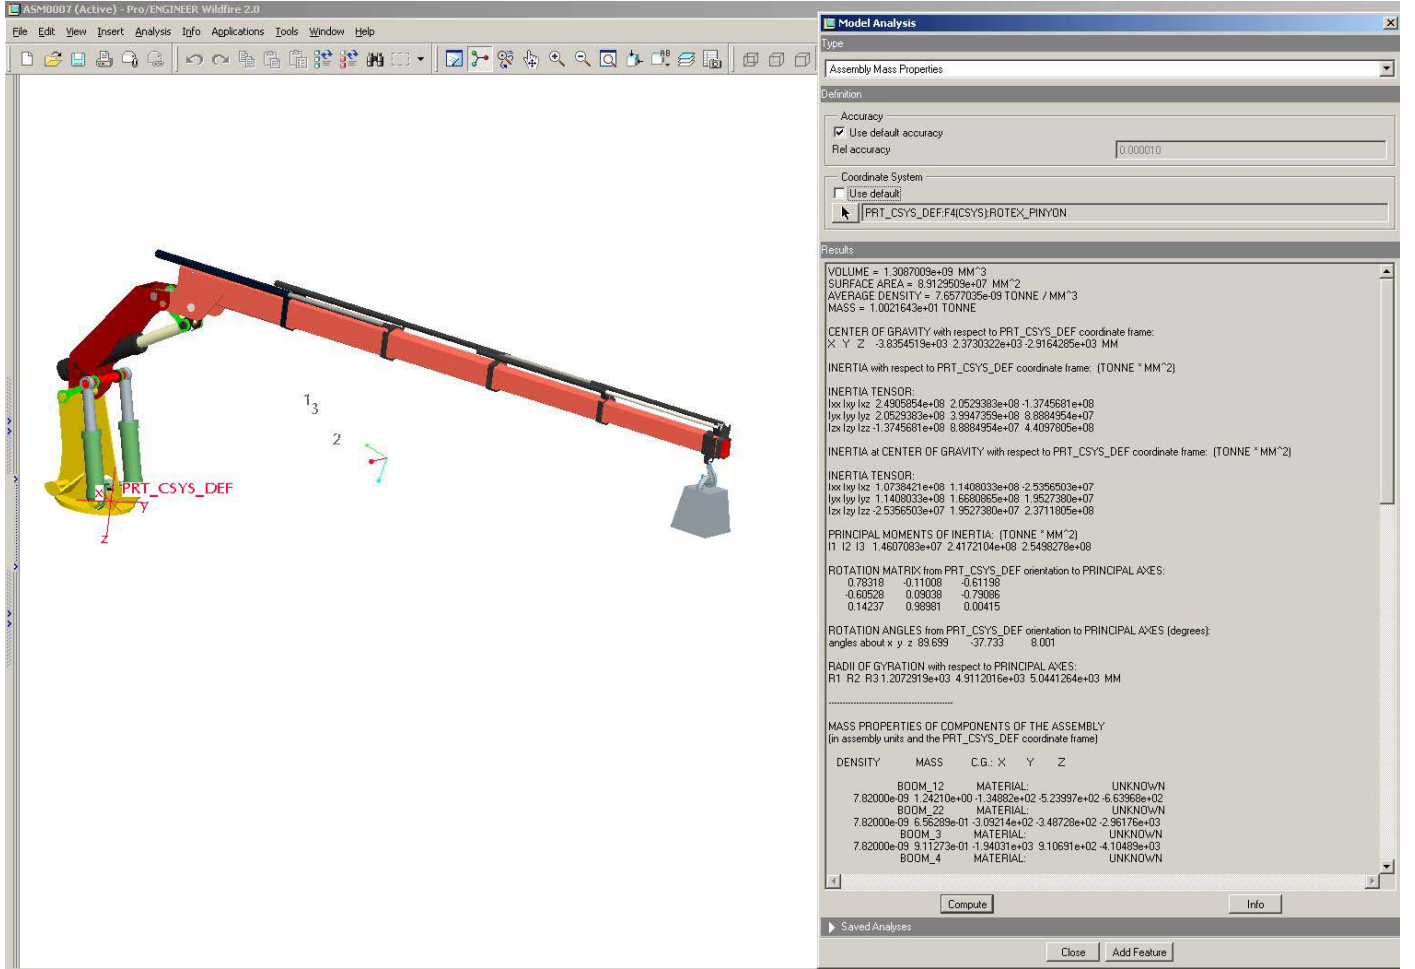 ASM0007 (Active) - Pro/ENGINEER Wildfire 2.0
File Edit View Insert Analysis Info Applications Tools Window Help
1
3
2
PRT_CSYS_DEF
X
y
z
Model Analysis
Type
Assembly Mass Properties
Definition
Accuracy
Use default accuracy
Rel accuracy 0.000010
Coordinate System
Use default
PRT_CSYS_DEF:F4(CSYS):ROTEX_PINYON
Results
VOLUME = 1.3087009e+09 MM^3
SURFACE AREA = 8.9129509e+07 MM^2
AVERAGE DENSITY = 7.6577035e-09 TONNE / MM^3
MASS = 1.0021643e+01 TONNE
CENTER OF GRAVITY with respect to PRT_CSYS_DEF coordinate frame:
X Y Z -3.8354519e+03 2.3730322e+03 -2.9164285e+03 MM
INERTIA with respect to PRT_CSYS_DEF coordinate frame: (TONNE * MM^2)
INERTIA TENSOR:
Ixx Ixy Ixz 2.4905854e+08 2.0529383e+08 -1.3745681e+08
Iyx Iyy Iyz 2.0529383e+08 3.9947359e+08 8.8884954e+07
Izx Izy Izz -1.3745681e+08 8.8884954e+07 4.4097805e+08
INERTIA at CENTER OF GRAVITY with respect to PRT_CSYS_DEF coordinate frame: (TONNE * MM^2)
INERTIA TENSOR:
Ixx Ixy Ixz 1.0738421e+08 1.1408033e+08 -2.5356503e+07
Iyx Iyy Iyz 1.1408033e+08 1.6680865e+08 1.9527380e+07
Izx Izy Izz -2.5356503e+07 1.9527380e+07 2.3711805e+08
PRINCIPAL MOMENTS OF INERTIA: (TONNE * MM^2)
I1 I2 I3 1.4607083e+07 2.4172104e+08 2.5498278e+08
ROTATION MATRIX from PRT_CSYS_DEF orientation to PRINCIPAL AXES:
0.78318 -0.11008 -0.61198
-0.60528 0.09038 -0.79086
0.14237 0.98981 0.00415
ROTATION ANGLES from PRT_CSYS_DEF orientation to PRINCIPAL AXES (degrees):
angles about x y z 89.699 -37.733 8.001
RADII OF GYRATION with respect to PRINCIPAL AXES:
R1 R2 R3 1.2072919e+03 4.9112016e+03 5.0441264e+03 MM
---------------------------------------------
MASS PROPERTIES OF COMPONENTS OF THE ASSEMBLY
(in assembly units and the PRT_CSYS_DEF coordinate frame)
DENSITY MASS C.G.: X Y Z
BOOM_12 MATERIAL: UNKNOWN
7.82000e-09 1.24210e+00 -1.34882e+02 -5.23997e+02 -6.63968e+02
BOOM_22 MATERIAL: UNKNOWN
7.82000e-09 6.56289e-01 -3.09214e+02 -3.48728e+02 -2.96176e+03
BOOM_3 MATERIAL: UNKNOWN
7.82000e-09 9.11273e-01 -1.94031e+03 9.10691e+02 -4.10489e+03
BOOM_4 MATERIAL: UNKNOWN
Compute Info
Saved Analyses
Close Add Feature